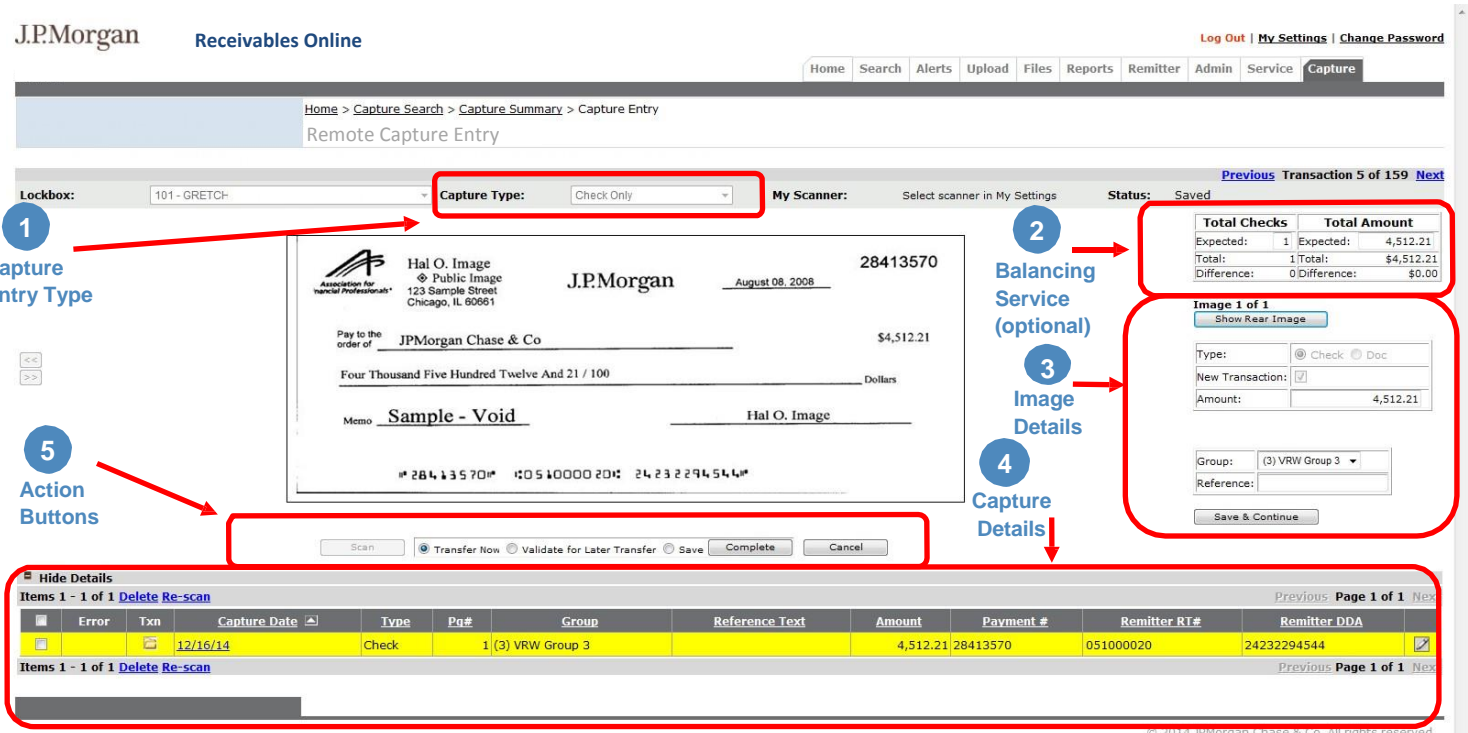 J.P.Morgan Receivables Online
Log Out | My Settings | Change Password
Home Search Alerts Upload Files Reports Remitter Admin Service Capture
Home > Capture Search > Capture Summary > Capture Entry
Remote Capture Entry
Previous Transaction 5 of 159 Next
Lockbox: 101 - GRETCH Capture Type: Check Only My Scanner: Select scanner in My Settings Status: Saved
1
apture
ntry Type
2
Balancing
Service
(optional)
Total Checks Total Amount
Expected: 1 Expected: 4,512.21
Total: 1 Total: $4,512.21
Difference: 0 Difference: $0.00
AFP
Association for
nancial Professionals
Hal O. Image
Public Image
123 Sample Street
Chicago, IL 60661
J.P.Morgan
August 08, 2008
28413570
Pay to the
order of JPMorgan Chase & Co
$4,512.21
Four Thousand Five Hundred Twelve And 21 / 100
Dollars
Memo Sample - Void
Hal O. Image
⑈28413570⑈ ⑆051000020⑆ 24232294544⑈
<<
>>
3
Image
Details
Image 1 of 1
Show Rear Image
Type: Check Doc
New Transaction:
Amount: 4,512.21
Group: (3) VRW Group 3
Reference:
Save & Continue
4
Capture
Details
5
Action
Buttons
Scan Transfer Now Validate for Later Transfer Save Complete Cancel
Hide Details
Items 1 - 1 of 1 Delete Re-scan Previous Page 1 of 1 Nex
Error Txn Capture Date Type Pg# Group Reference Text Amount Payment # Remitter RT# Remitter DDA
12/16/14 Check 1 (3) VRW Group 3 4,512.21 28413570 051000020 24232294544
Items 1 - 1 of 1 Delete Re-scan Previous Page 1 of 1 Nex
© 2014 JPMorgan Chase & Co. All rights reserved.